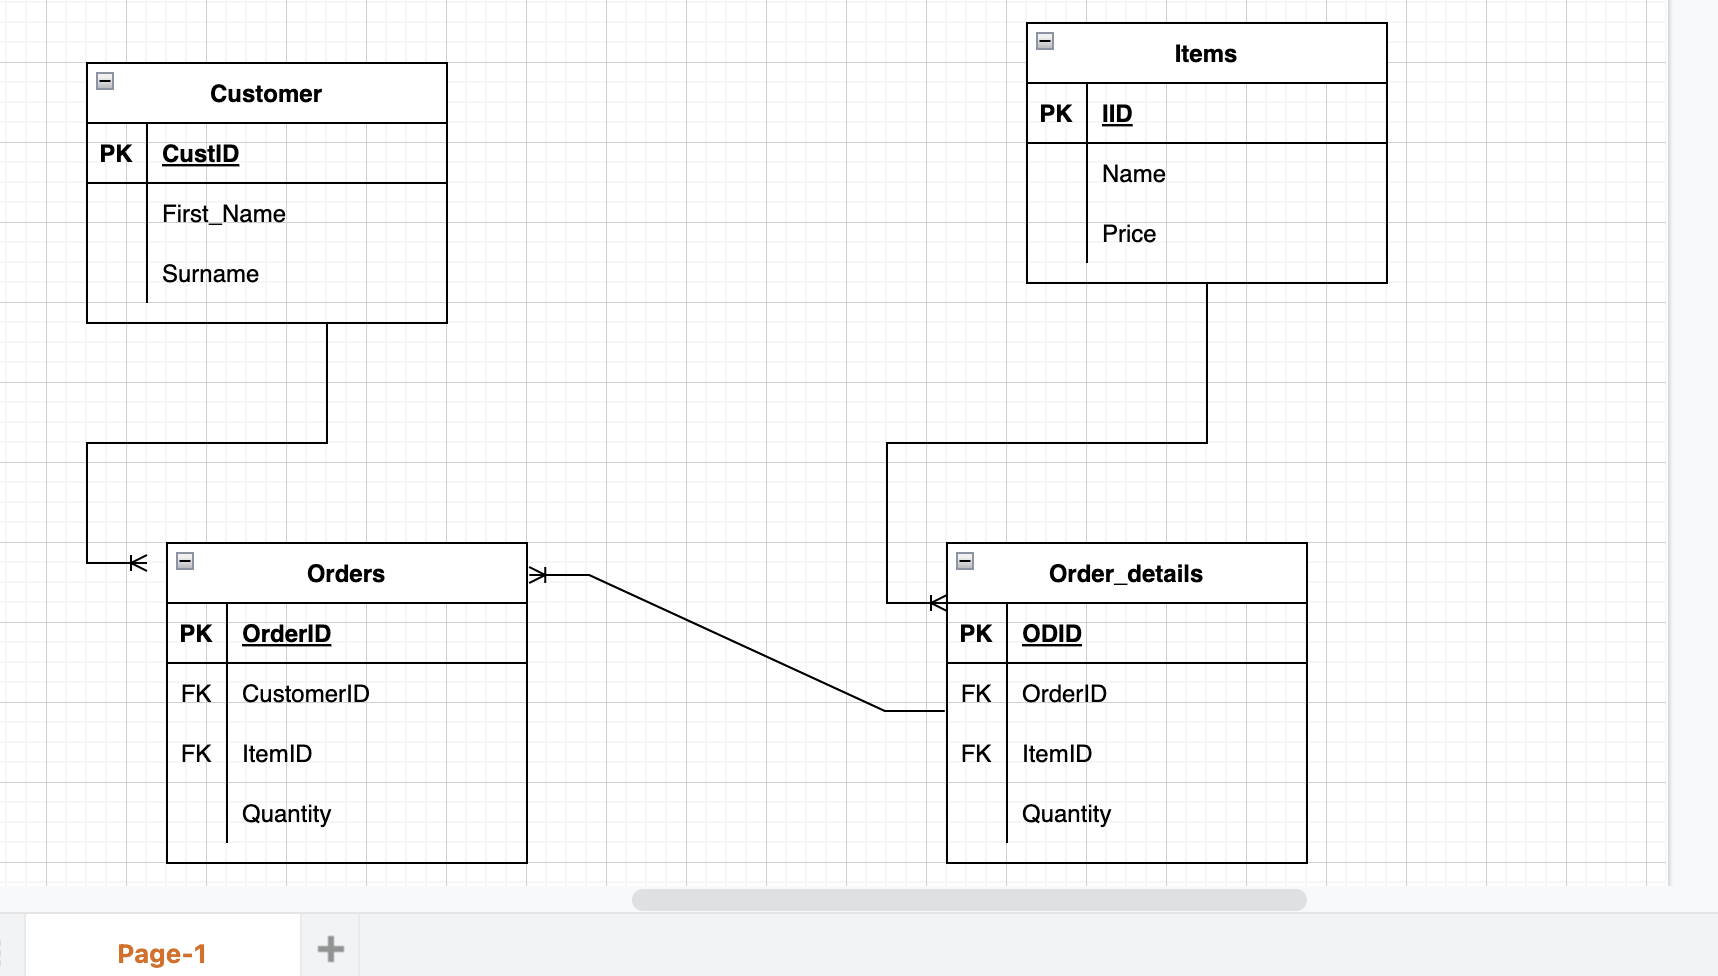 Customer
PK CustID
First_Name
Surname
Items
PK IID
Name
Price
Orders
PK OrderID
FK CustomerID
FK ItemID
Quantity
Order_details
PK ODID
FK OrderID
FK ItemID
Quantity
Page-1